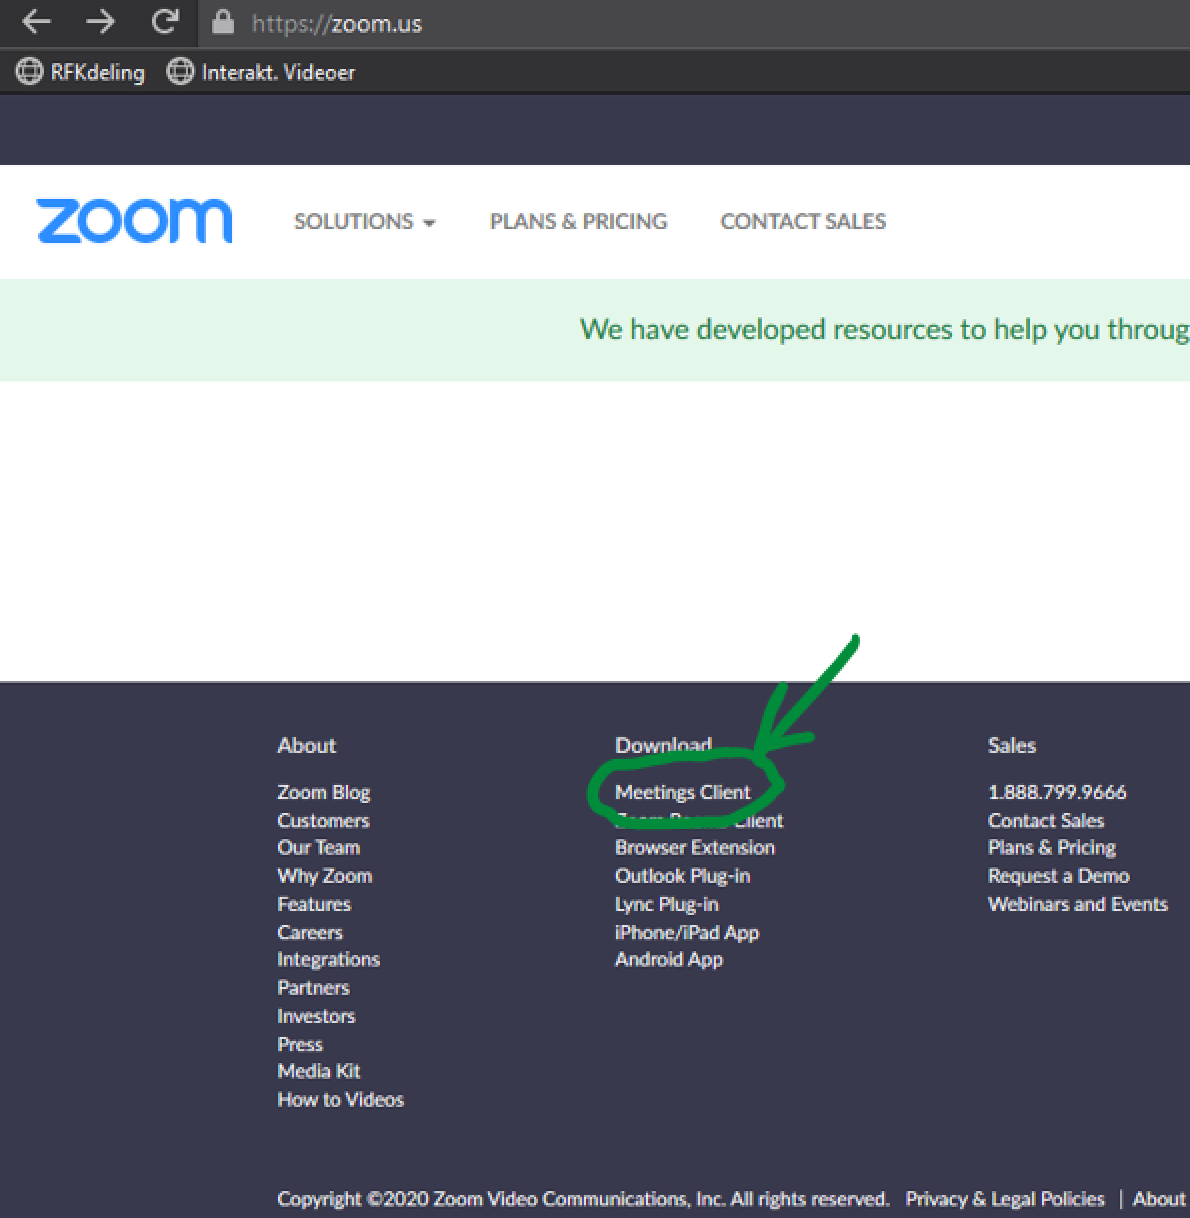 https://zoom.us
RFKdeling Interakt. Videoer
zoom SOLUTIONS PLANS & PRICING CONTACT SALES
We have developed resources to help you throug
About
Zoom Blog
Customers
Our Team
Why Zoom
Features
Careers
Integrations
Partners
Investors
Press
Media Kit
How to Videos
Download
Meetings Client
Zoom Rooms Client
Browser Extension
Outlook Plug-in
Lync Plug-in
iPhone/iPad App
Android App
Sales
1.888.799.9666
Contact Sales
Plans & Pricing
Request a Demo
Webinars and Events
Copyright ©2020 Zoom Video Communications, Inc. All rights reserved. Privacy & Legal Policies | About